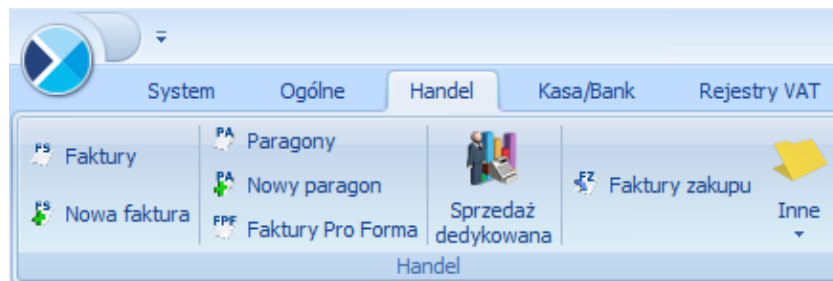 System Ogólne Handel Kasa/Bank Rejestry VAT
FS Faktury
FS Nowa faktura
PA Paragony
PA Nowy paragon
FPF Faktury Pro Forma
Sprzedaż
dedykowana
FZ Faktury zakupu
Inne
Handel